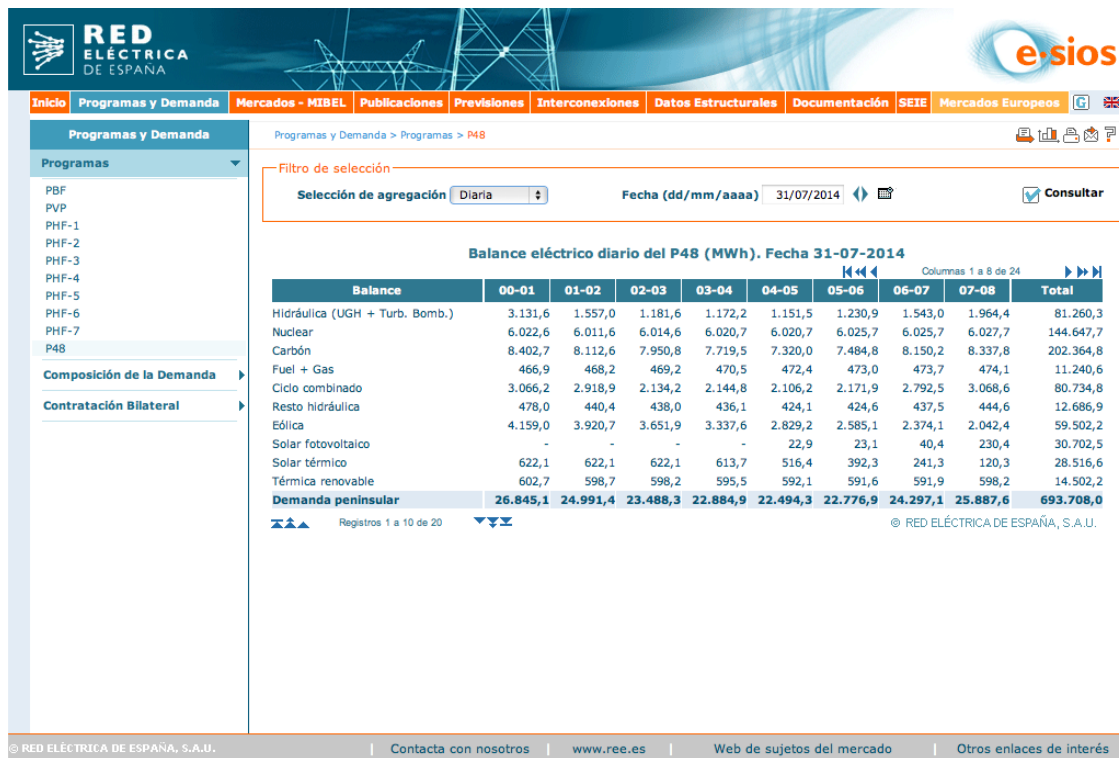 RED
ELÉCTRICA
DE ESPAÑA
e·sios
Inicio Programas y Demanda Mercados - MIBEL Publicaciones Previsiones Interconexiones Datos Estructurales Documentación SEIE Mercados Europeos G
Programas y Demanda
Programas
PBF
PVP
PHF-1
PHF-2
PHF-3
PHF-4
PHF-5
PHF-6
PHF-7
P48
Composición de la Demanda
Contratación Bilateral
Programas y Demanda > Programas > P48
?
Filtro de selección
Selección de agregación Diaria Fecha (dd/mm/aaaa) 31/07/2014 Consultar
Balance eléctrico diario del P48 (MWh). Fecha 31-07-2014
Columnas 1 a 8 de 24
Balance 00-01 01-02 02-03 03-04 04-05 05-06 06-07 07-08 Total
Hidráulica (UGH + Turb. Bomb.) 3.131,6 1.557,0 1.181,6 1.172,2 1.151,5 1.230,9 1.543,0 1.964,4 81.260,3
Nuclear 6.022,6 6.011,6 6.014,6 6.020,7 6.020,7 6.025,7 6.025,7 6.027,7 144.647,7
Carbón 8.402,7 8.112,6 7.950,8 7.719,5 7.320,0 7.484,8 8.150,2 8.337,8 202.364,8
Fuel + Gas 466,9 468,2 469,2 470,5 472,4 473,0 473,7 474,1 11.240,6
Ciclo combinado 3.066,2 2.918,9 2.134,2 2.144,8 2.106,2 2.171,9 2.792,5 3.068,6 80.734,8
Resto hidráulica 478,0 440,4 438,0 436,1 424,1 424,6 437,5 444,6 12.686,9
Eólica 4.159,0 3.920,7 3.651,9 3.337,6 2.829,2 2.585,1 2.374,1 2.042,4 59.502,2
Solar fotovoltaico - - - - 22,9 23,1 40,4 230,4 30.702,5
Solar térmico 622,1 622,1 622,1 613,7 516,4 392,3 241,3 120,3 28.516,6
Térmica renovable 602,7 598,7 598,2 595,5 592,1 591,6 591,9 598,2 14.502,2
Demanda peninsular 26.845,1 24.991,4 23.488,3 22.884,9 22.494,3 22.776,9 24.297,1 25.887,6 693.708,0
Registros 1 a 10 de 20
© RED ELÉCTRICA DE ESPAÑA, S.A.U.
© RED ELÉCTRICA DE ESPAÑA, S.A.U. | Contacta con nosotros | www.ree.es | Web de sujetos del mercado | Otros enlaces de interés